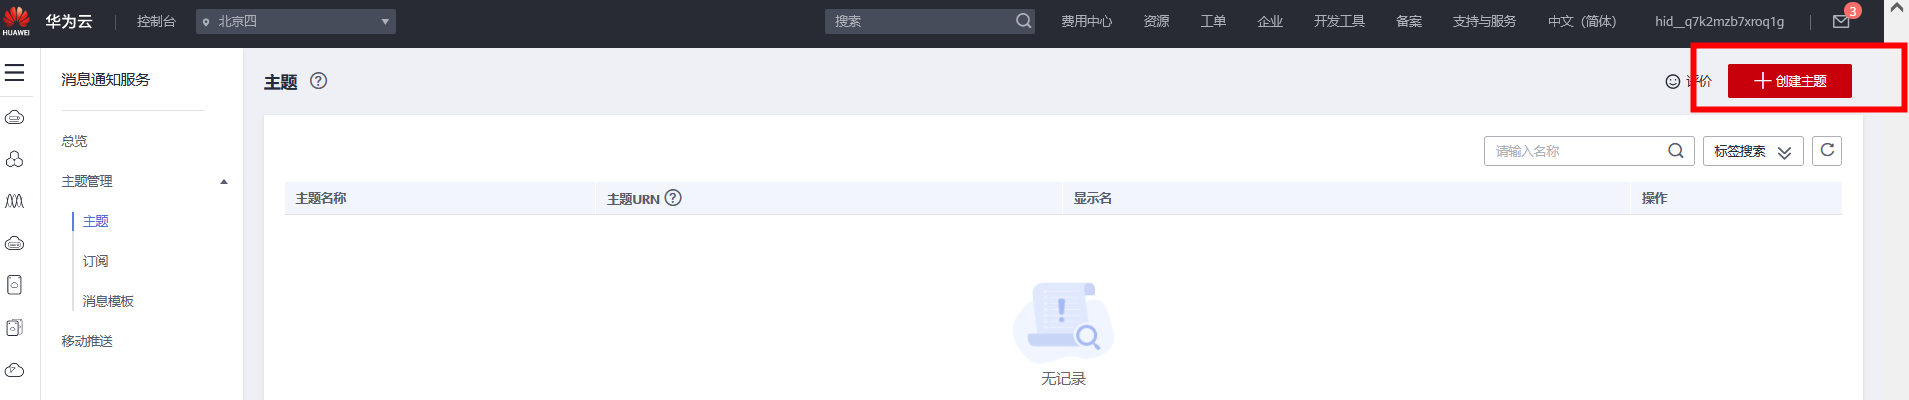 HUAWEI 华为云 控制台 北京四 搜索 费用中心 资源 工单 企业 开发工具 备案 支持与服务 中文（简体） hid__q7k2mzb7xroq1g 3
消息通知服务
总览
主题管理
主题
订阅
消息模板
移动推送
主题 ? 评价 创建主题
请输入名称 标签搜索
主题名称 主题URN ? 显示名 操作
无记录